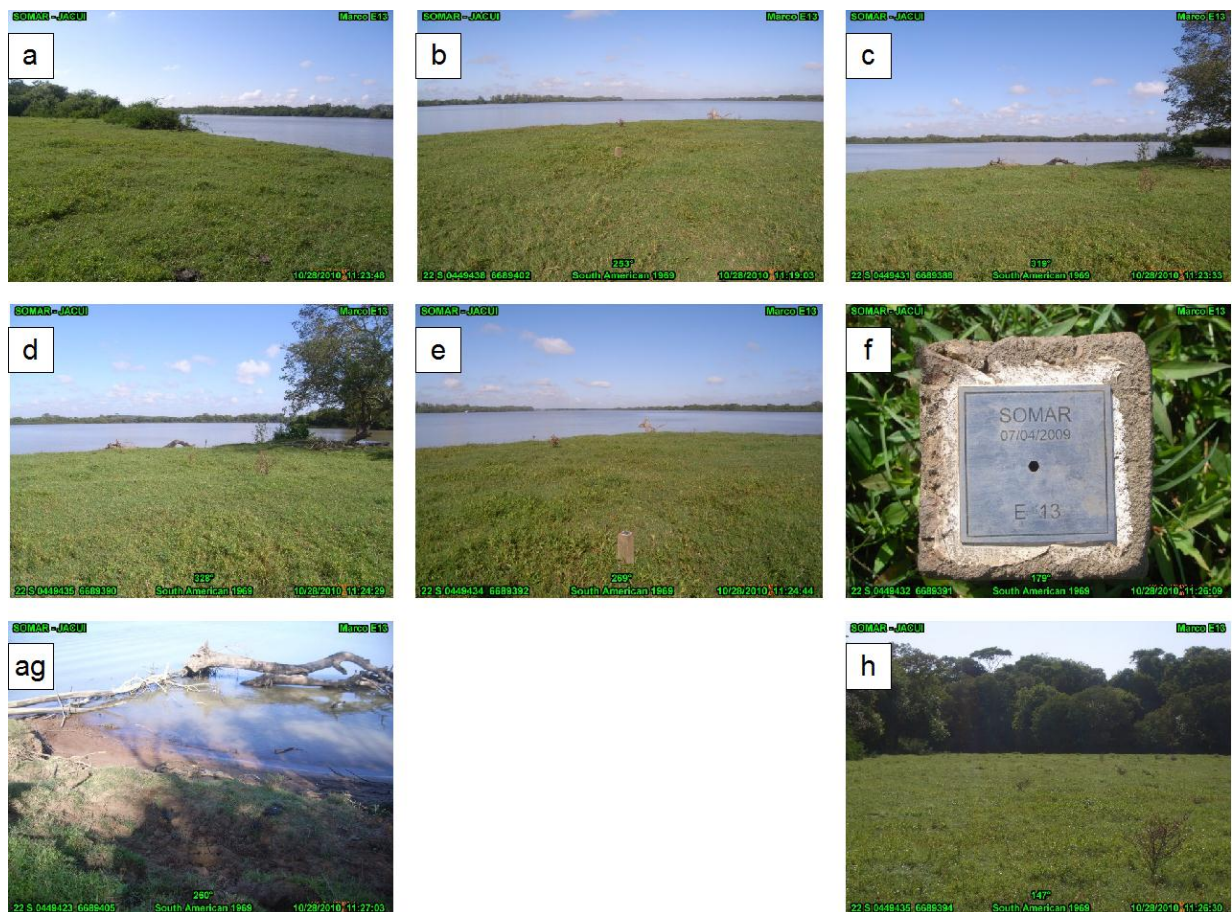 SOMAR - JACUI Marco E13
a
10/28/2010 11:23:48
SOMAR - JACUI Marco E13
b
253°
22 S 0449438 6689402 South American 1969 10/28/2010 11:19:03
SOMAR - JACUI Marco E13
c
319°
22 S 0449431 6689388 South American 1969 10/28/2010 11:23:33
SOMAR - JACUI Marco E13
d
328°
22 S 0449435 6689390 South American 1969 10/28/2010 11:24:29
SOMAR - JACUI Marco E13
e
269°
22 S 0449434 6689392 South American 1969 10/28/2010 11:24:44
SOMAR - JACUI Marco E13
f
SOMAR
07/04/2009
E 13
179°
22 S 0449432 6689391 South American 1969 10/28/2010 11:26:09
SOMAR - JACUI Marco E13
ag
260°
22 S 0449423 6689405 South American 1969 10/28/2010 11:27:03
SOMAR - JACUI Marco E13
h
147°
22 S 0449435 6689394 South American 1969 10/28/2010 11:26:30